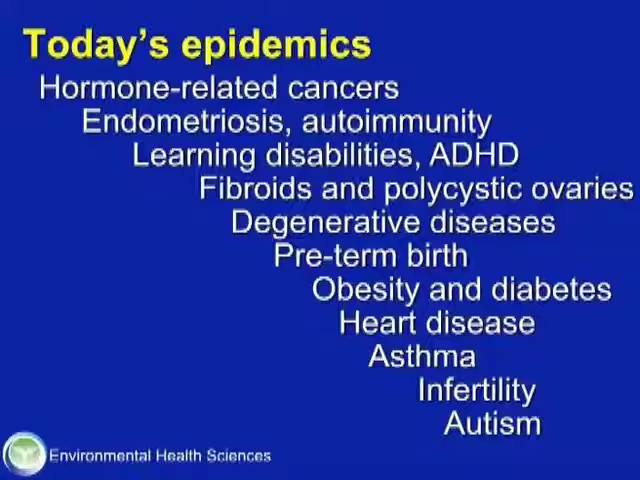 Today's epidemics
Hormone-related cancers
Endometriosis, autoimmunity
Learning disabilities, ADHD
Fibroids and polycystic ovaries
Degenerative diseases
Pre-term birth
Obesity and diabetes
Heart disease
Asthma
Infertility
Autism
Environmental Health Sciences